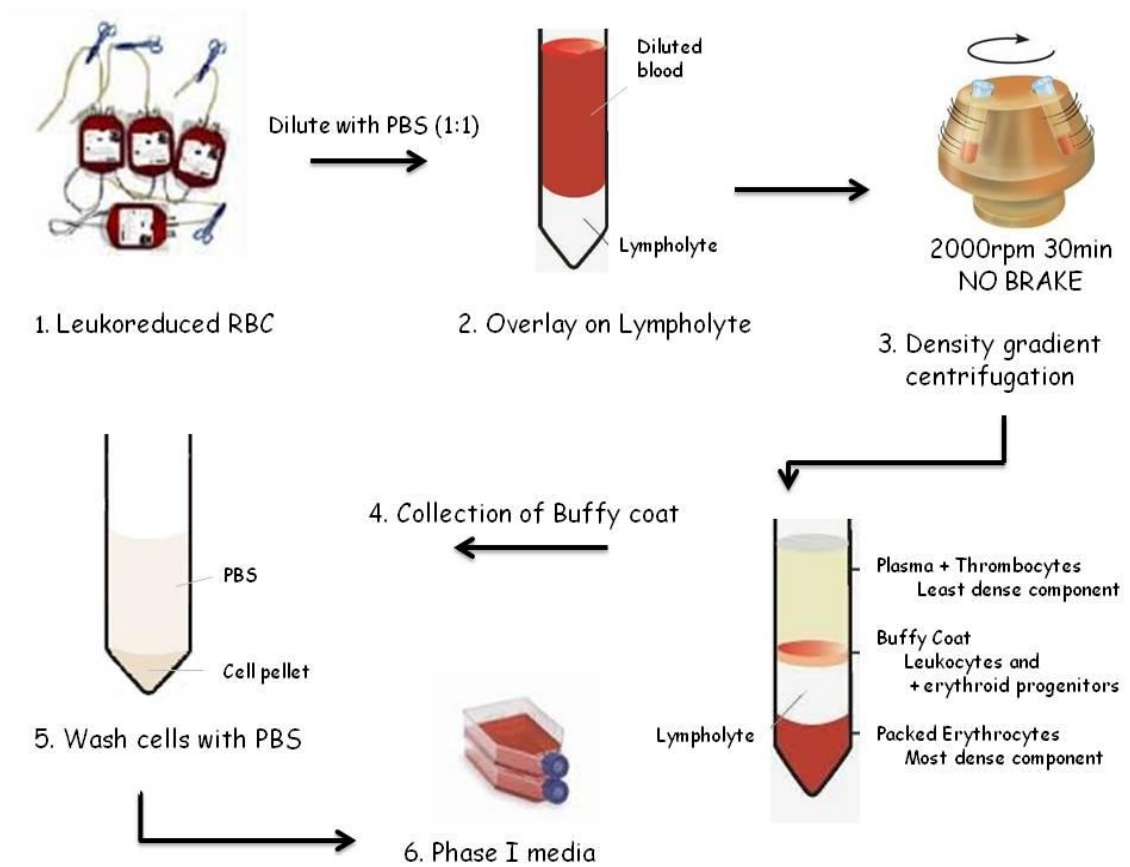 Dilute with PBS (1:1)
1. Leukoreduced RBC
Diluted
blood
Lympholyte
2. Overlay on Lympholyte
2000rpm 30min
NO BRAKE
3. Density gradient
centrifugation
4. Collection of Buffy coat
Plasma + Thrombocytes
Least dense component
Buffy Coat
Leukocytes and
+ erythroid progenitors
Lympholyte
Packed Erythrocytes
Most dense component
PBS
Cell pellet
5. Wash cells with PBS
6. Phase I media